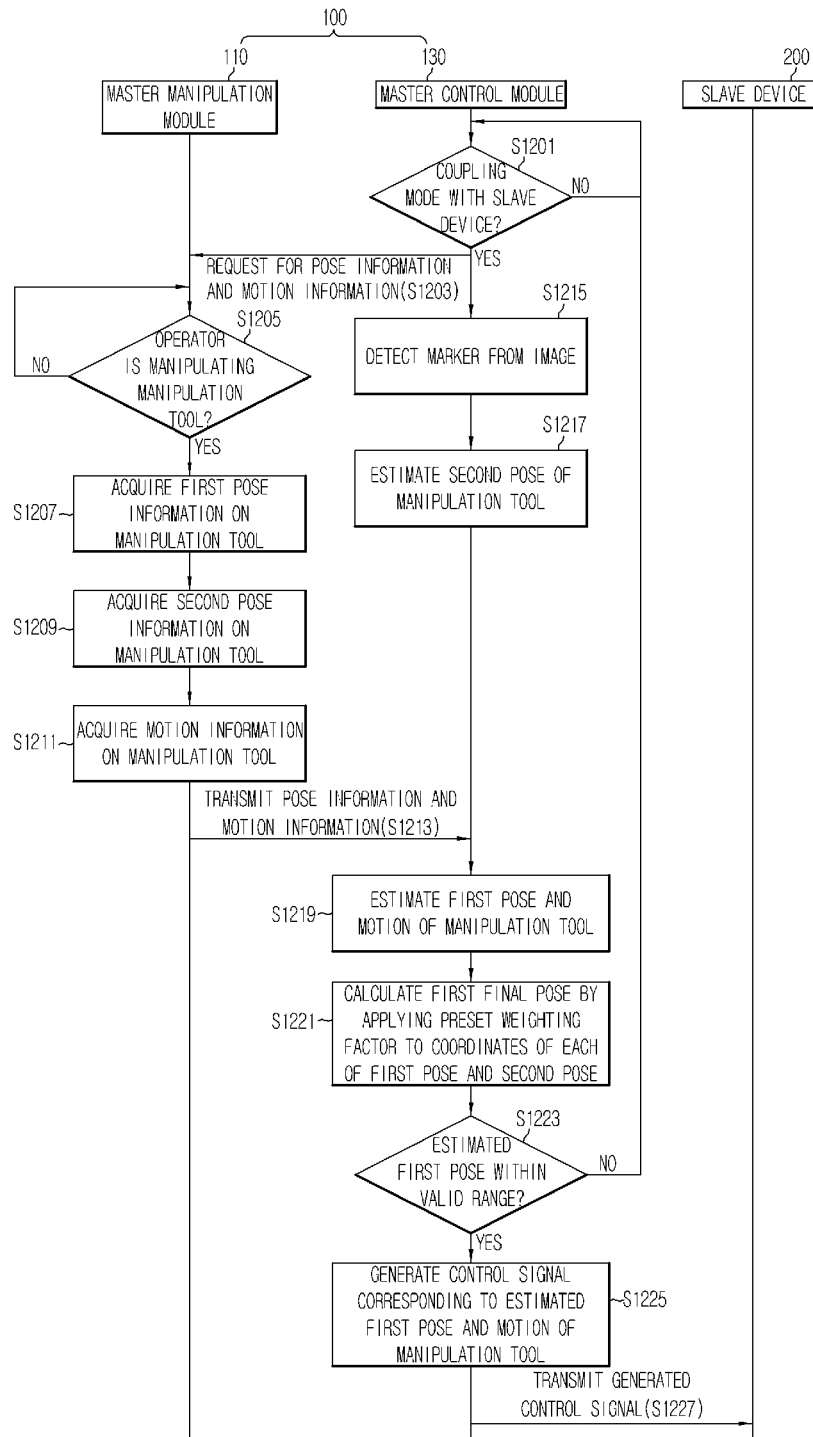 100
110
130
200
MASTER MANIPULATION
MODULE
MASTER CONTROL MODULE
SLAVE DEVICE
S1201
COUPLING
MODE WITH SLAVE
DEVICE?
NO
YES
REQUEST FOR POSE INFORMATION
AND MOTION INFORMATION(S1203)
S1205
OPERATOR
IS MANIPULATING
MANIPULATION
TOOL?
NO
YES
S1215
DETECT MARKER FROM IMAGE
S1217
ESTIMATE SECOND POSE OF
MANIPULATION TOOL
S1207
ACQUIRE FIRST POSE
INFORMATION ON
MANIPULATION TOOL
S1209
ACQUIRE SECOND POSE
INFORMATION ON
MANIPULATION TOOL
S1211
ACQUIRE MOTION INFORMATION
ON MANIPULATION TOOL
TRANSMIT POSE INFORMATION AND
MOTION INFORMATION(S1213)
S1219
ESTIMATE FIRST POSE AND
MOTION OF MANIPULATION TOOL
S1221
CALCULATE FIRST FINAL POSE BY
APPLYING PRESET WEIGHTING
FACTOR TO COORDINATES OF EACH
OF FIRST POSE AND SECOND POSE
S1223
ESTIMATED
FIRST POSE WITHIN
VALID RANGE?
NO
YES
GENERATE CONTROL SIGNAL
CORRESPONDING TO ESTIMATED
FIRST POSE AND MOTION OF
MANIPULATION TOOL
S1225
TRANSMIT GENERATED
CONTROL SIGNAL(S1227)